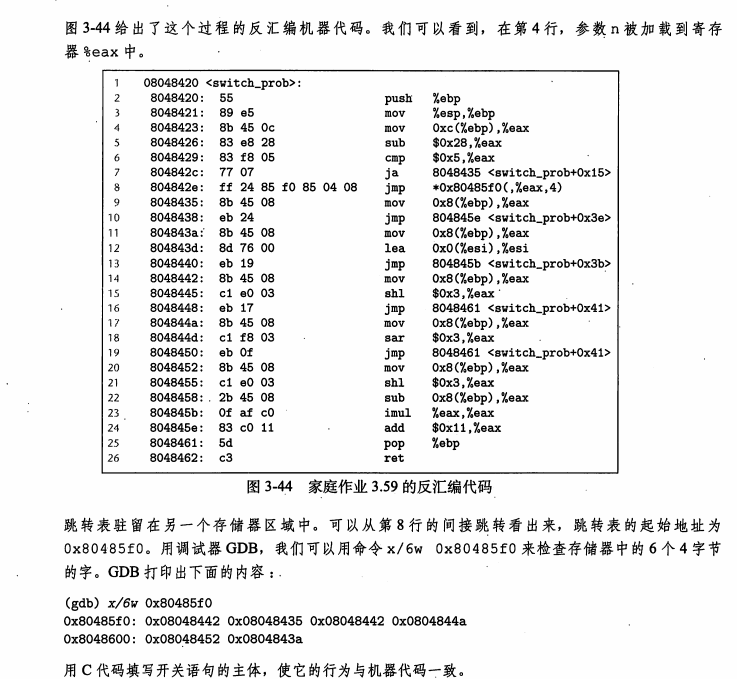 图 3-44 给出了这个过程的反汇编机器代码。我们可以看到，在第 4 行，参数 n 被加载到寄存
器 %eax 中。
1 08048420 <switch_prob>:
2 8048420: 55 push %ebp
3 8048421: 89 e5 mov %esp,%ebp
4 8048423: 8b 45 0c mov 0xc(%ebp),%eax
5 8048426: 83 e8 28 sub $0x28,%eax
6 8048429: 83 f8 05 cmp $0x5,%eax
7 804842c: 77 07 ja 8048435 <switch_prob+0x15>
8 804842e: ff 24 85 f0 85 04 08 jmp *0x80485f0(,%eax,4)
9 8048435: 8b 45 08 mov 0x8(%ebp),%eax
10 8048438: eb 24 jmp 804845e <switch_prob+0x3e>
11 804843a: 8b 45 08 mov 0x8(%ebp),%eax
12 804843d: 8d 76 00 lea 0x0(%esi),%esi
13 8048440: eb 19 jmp 804845b <switch_prob+0x3b>
14 8048442: 8b 45 08 mov 0x8(%ebp),%eax
15 8048445: c1 e0 03 shl $0x3,%eax
16 8048448: eb 17 jmp 8048461 <switch_prob+0x41>
17 804844a: 8b 45 08 mov 0x8(%ebp),%eax
18 804844d: c1 f8 03 sar $0x3,%eax
19 8048450: eb 0f jmp 8048461 <switch_prob+0x41>
20 8048452: 8b 45 08 mov 0x8(%ebp),%eax
21 8048455: c1 e0 03 shl $0x3,%eax
22 8048458: 2b 45 08 sub 0x8(%ebp),%eax
23 804845b: 0f af c0 imul %eax,%eax
24 804845e: 83 c0 11 add $0x11,%eax
25 8048461: 5d pop %ebp
26 8048462: c3 ret
图 3-44 家庭作业 3.59 的反汇编代码
跳转表驻留在另一个存储器区域中。可以从第 8 行的间接跳转看出来，跳转表的起始地址为
0x80485f0。用调试器 GDB，我们可以用命令 x/6w 0x80485f0 来检查存储器中的 6 个 4 字节
的字。GDB 打印出下面的内容：
(gdb) x/6w 0x80485f0
0x80485f0: 0x08048442 0x08048435 0x08048442 0x0804844a
0x8048600: 0x08048452 0x0804843a
用 C 代码填写开关语句的主体，使它的行为与机器代码一致。